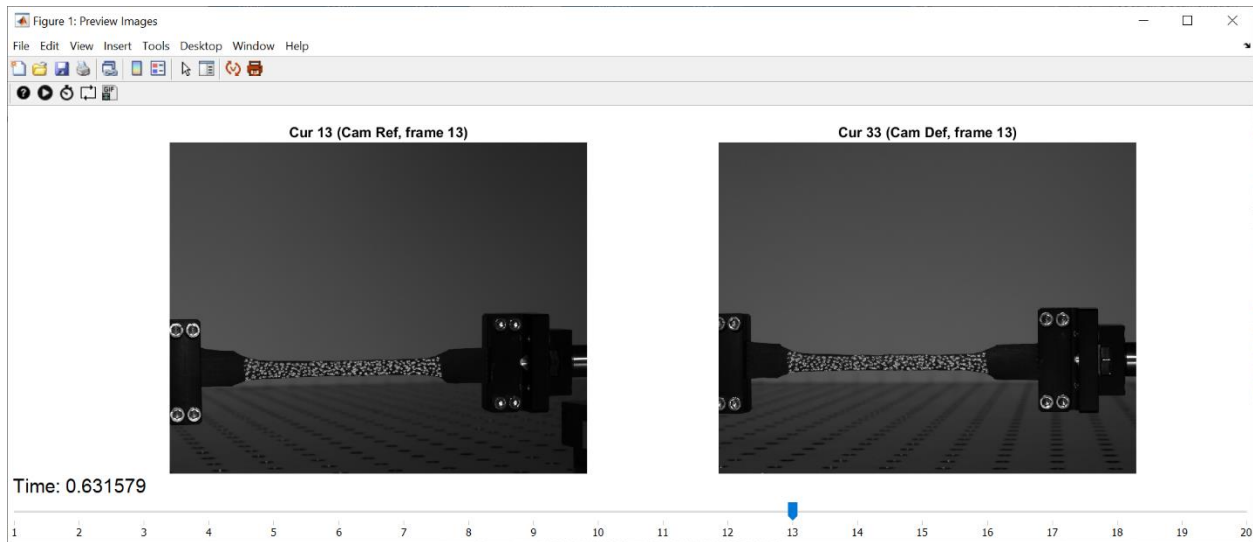 Figure 1: Preview Images
File Edit View Insert Tools Desktop Window Help
GIF
Cur 13 (Cam Ref, frame 13)
Cur 33 (Cam Def, frame 13)
Time: 0.631579
1 2 3 4 5 6 7 8 9 10 11 12 13 14 15 16 17 18 19 20